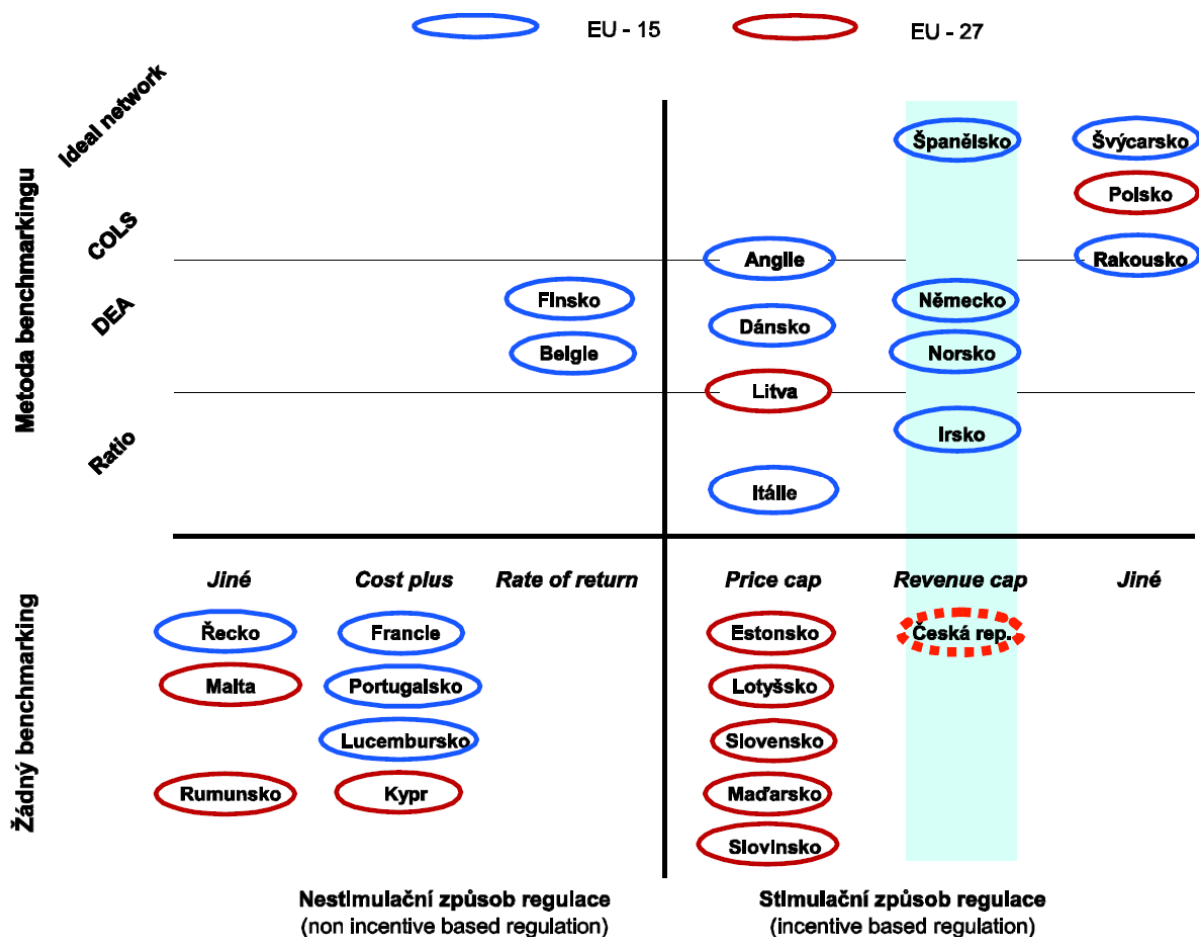 EU - 15
EU - 27
Metoda benchmarkingu
Ideal network
COLS
DEA
Ratio
Španělsko
Švýcarsko
Polsko
Anglie
Rakousko
Finsko
Německo
Dánsko
Belgie
Norsko
Litva
Irsko
Itálie
Žádný benchmarking
Jiné
Cost plus
Rate of return
Price cap
Revenue cap
Jiné
Řecko
Francie
Estonsko
Česká rep.
Malta
Portugalsko
Lotyšsko
Lucembursko
Slovensko
Rumunsko
Kypr
Maďarsko
Slovinsko
Nestimulační způsob regulace
(non incentive based regulation)
Stimulační způsob regulace
(incentive based regulation)